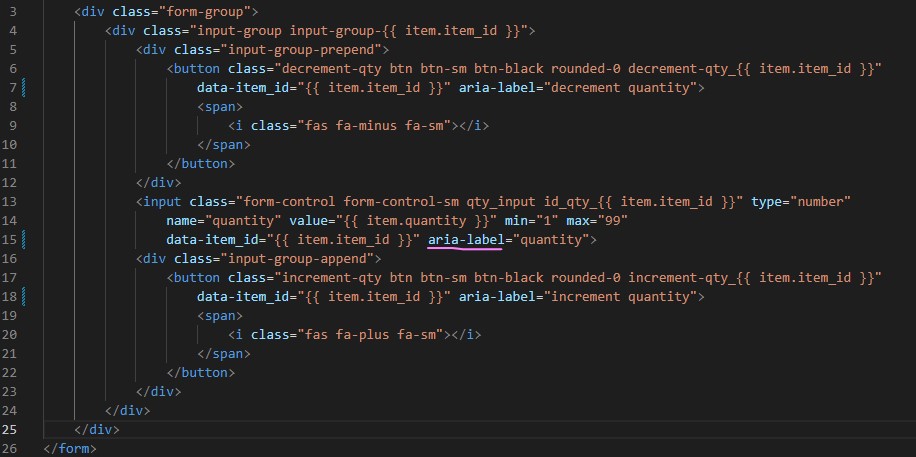 3 <div class="form-group">
4 <div class="input-group input-group-{{ item.item_id }}">
5 <div class="input-group-prepend">
6 <button class="decrement-qty btn btn-sm btn-black rounded-0 decrement-qty_{{ item.item_id }}"
7 data-item_id="{{ item.item_id }}" aria-label="decrement quantity">
8 <span>
9 <i class="fas fa-minus fa-sm"></i>
10 </span>
11 </button>
12 </div>
13 <input class="form-control form-control-sm qty_input id_qty_{{ item.item_id }}" type="number"
14 name="quantity" value="{{ item.quantity }}" min="1" max="99"
15 data-item_id="{{ item.item_id }}" aria-label="quantity">
16 <div class="input-group-append">
17 <button class="increment-qty btn btn-sm btn-black rounded-0 increment-qty_{{ item.item_id }}"
18 data-item_id="{{ item.item_id }}" aria-label="increment quantity">
19 <span>
20 <i class="fas fa-plus fa-sm"></i>
21 </span>
22 </button>
23 </div>
24 </div>
25 </div>
26 </form>